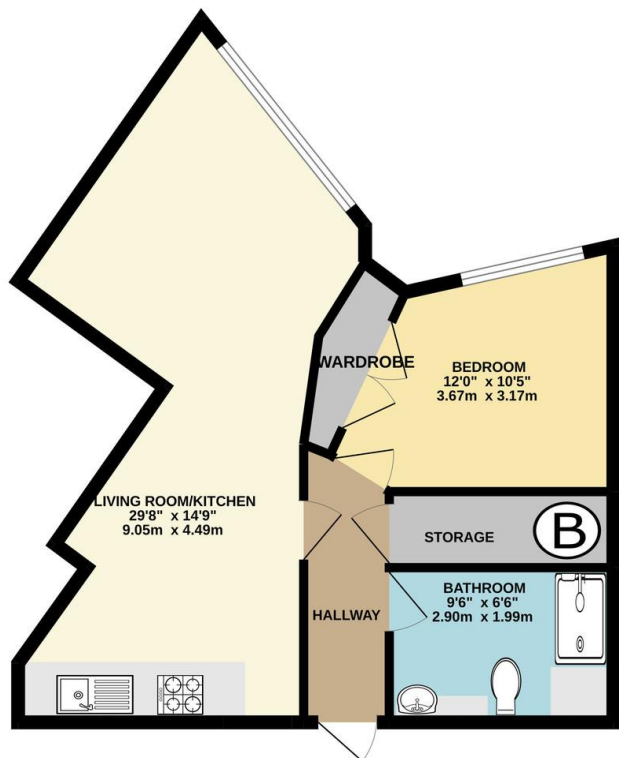 WARDROBE
BEDROOM
12'0" x 10'5"
3.67m x 3.17m
LIVING ROOM/KITCHEN
29'8" x 14'9"
9.05m x 4.49m
STORAGE
B
HALLWAY
BATHROOM
9'6" x 6'6"
2.90m x 1.99m